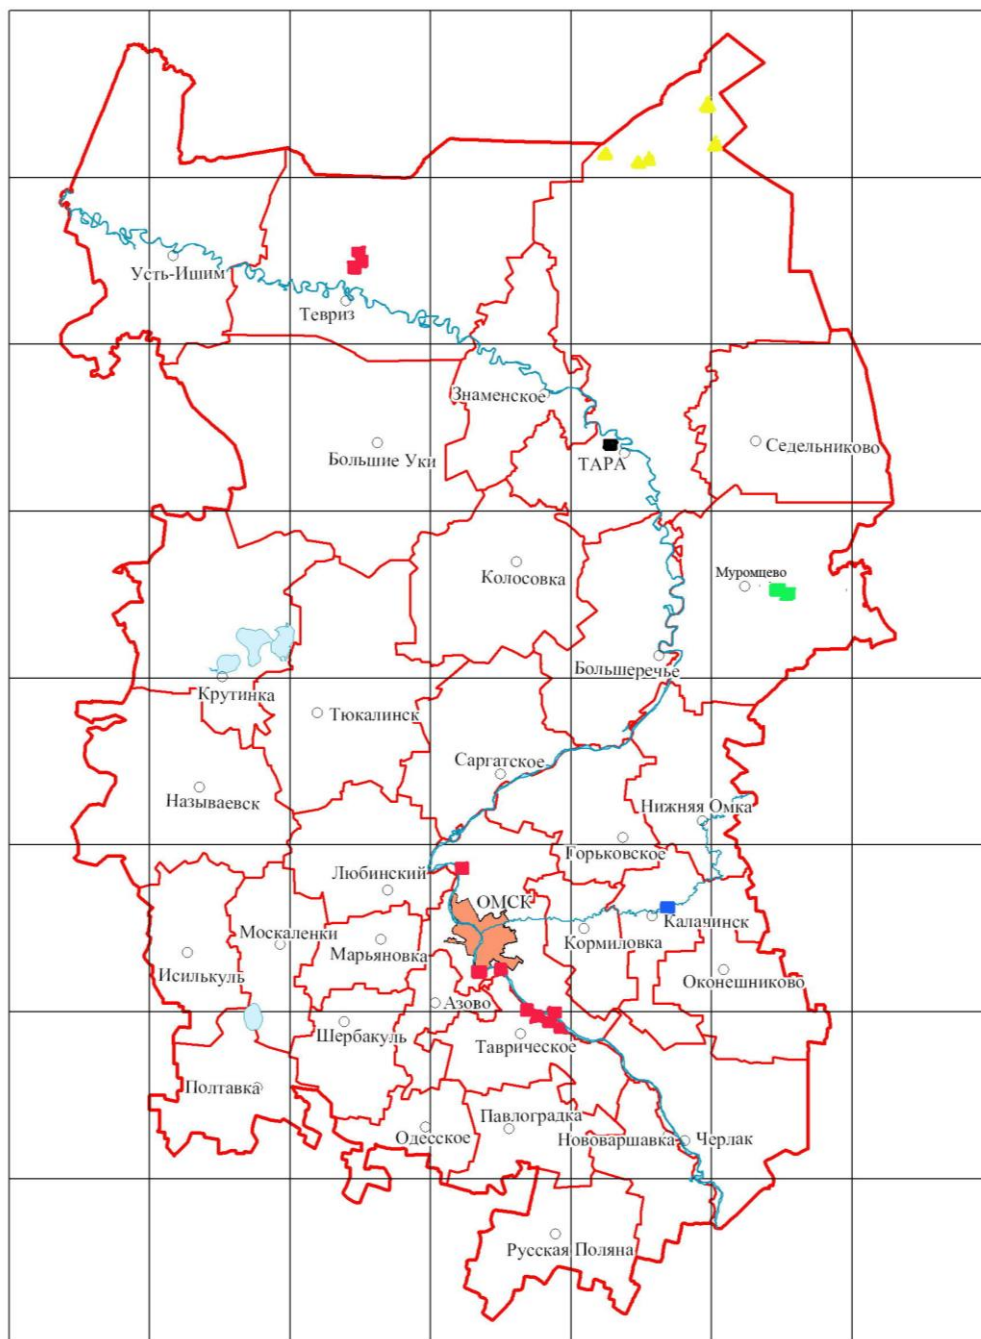 Усть-Ишим
Тевриз
Знаменское
Большие Уки
ТАРА
Седельниково
Колосовка
Муромцево
Большеречье
Крутинка
Тюкалинск
Саргатское
Называевск
Нижняя Омка
Горьковское
Любинский
ОМСК
Калачинск
Москаленки
Марьяновка
Кормиловка
Исилькуль
Оконешниково
Азово
Шербакуль
Таврическое
Полтавка
Павлоградка
Одесское
Нововаршавка
Черлак
Русская Поляна